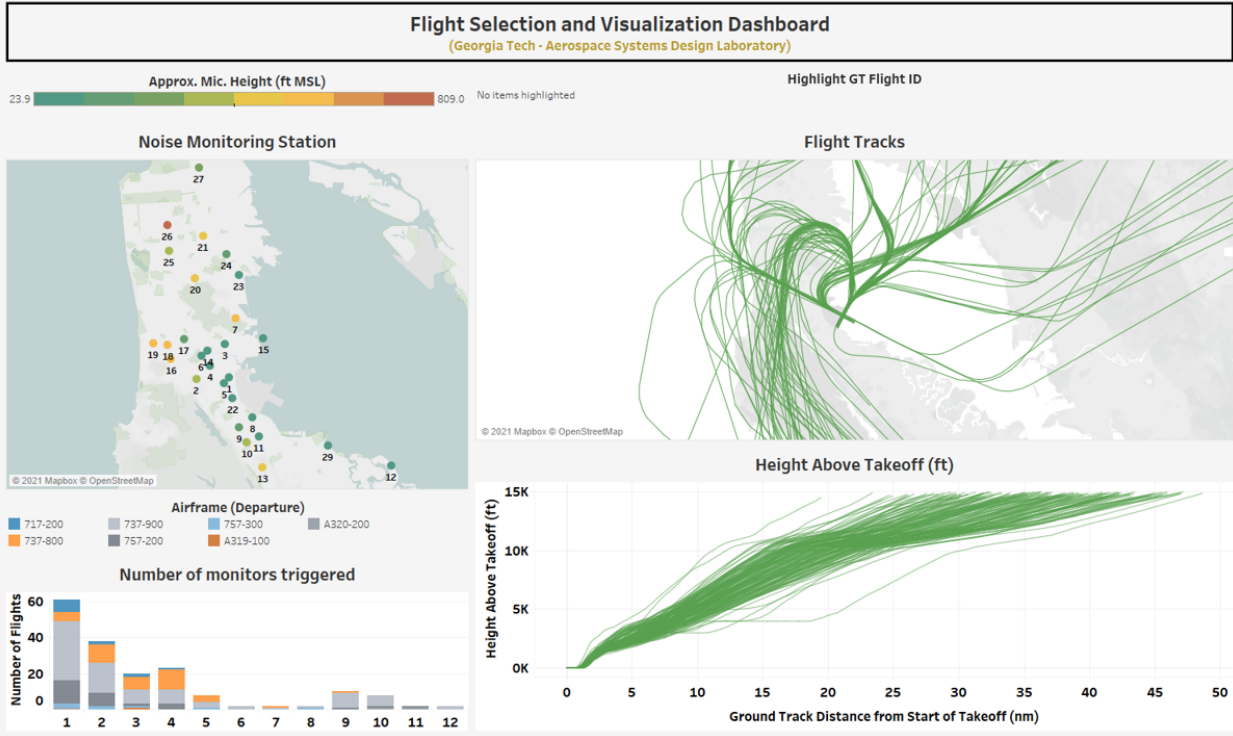 Flight Selection and Visualization Dashboard
(Georgia Tech - Aerospace Systems Design Laboratory)
Approx. Mic. Height (ft MSL)
23.9
809.0
Highlight GT Flight ID
No items highlighted
Noise Monitoring Station
27
26
21
25
24
23
20
7
19
18
17
16
15
14
3
6
4
2
1
5
22
8
9
10
11
29
13
12
© 2021 Mapbox © OpenStreetMap
Flight Tracks
© 2021 Mapbox © OpenStreetMap
Airframe (Departure)
717-200 737-900 757-300 A320-200
737-800 757-200 A319-100
Number of monitors triggered
Number of Flights
60
40
20
0
1 2 3 4 5 6 7 8 9 10 11 12
Height Above Takeoff (ft)
Height Above Takeoff (ft)
15K
10K
5K
0K
0 5 10 15 20 25 30 35 40 45 50
Ground Track Distance from Start of Takeoff (nm)